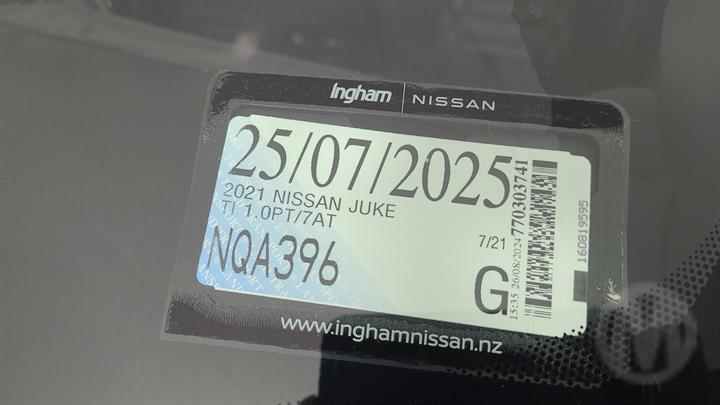 Ingham NISSAN
25/07/2025
2021 NISSAN JUKE
TI 1.0PT/7AT
7/21
NQA396
G
15:35 26/08/2024
770303741
160819595
www.inghamnissan.nz